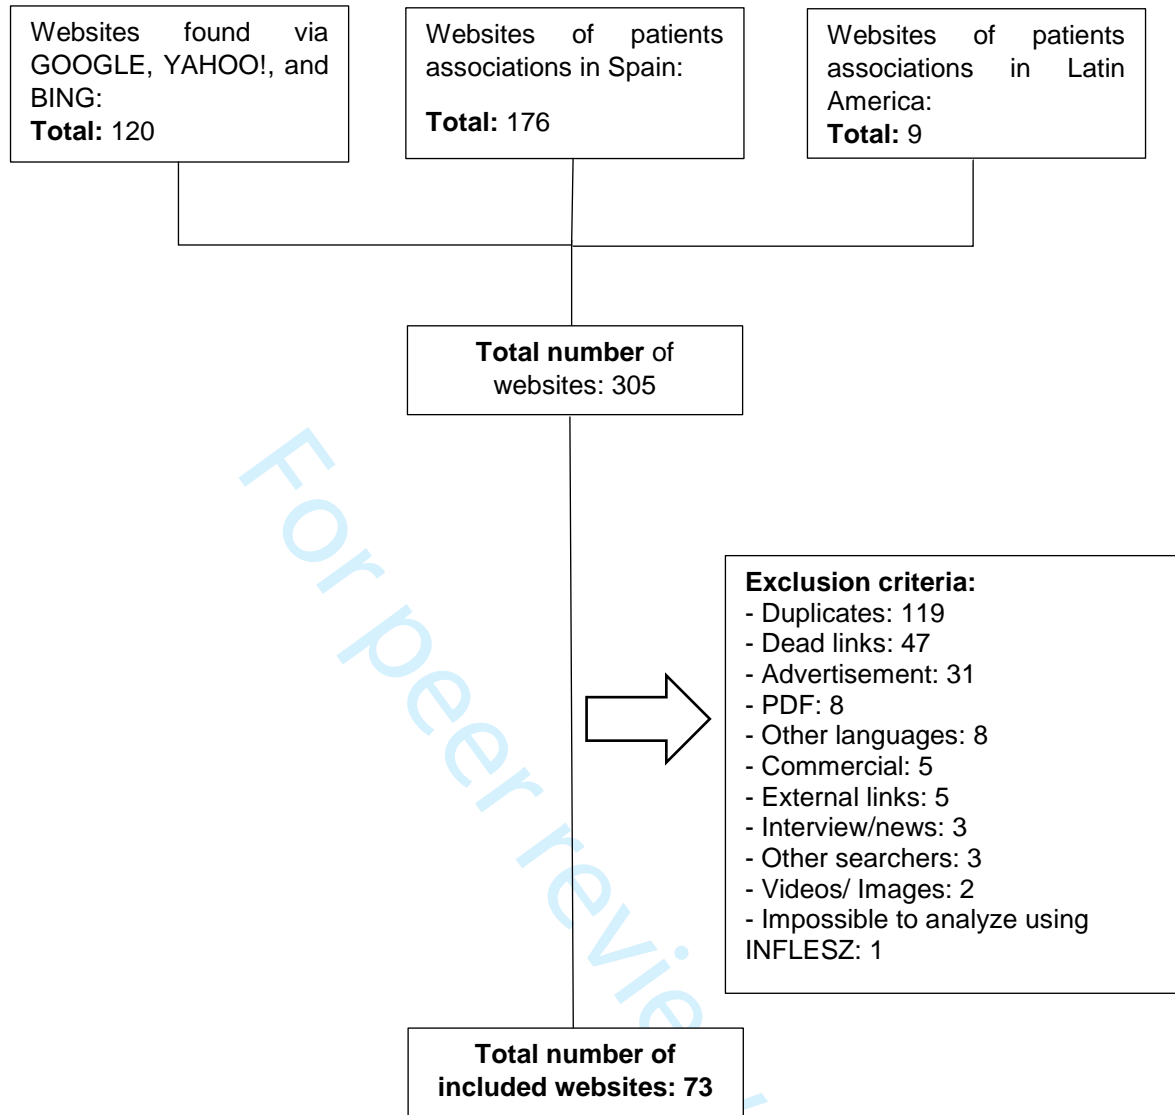 Websites found via
GOOGLE, YAHOO!, and
BING:
Total: 120
Websites of patients
associations in Spain:
Total: 176
Websites of patients
associations in Latin
America:
Total: 9
Total number of
websites: 305
Exclusion criteria:
- Duplicates: 119
- Dead links: 47
- Advertisement: 31
- PDF: 8
- Other languages: 8
- Commercial: 5
- External links: 5
- Interview/news: 3
- Other searchers: 3
- Videos/ Images: 2
- Impossible to analyze using
INFLESZ: 1
Total number of
included websites: 73
For peer review